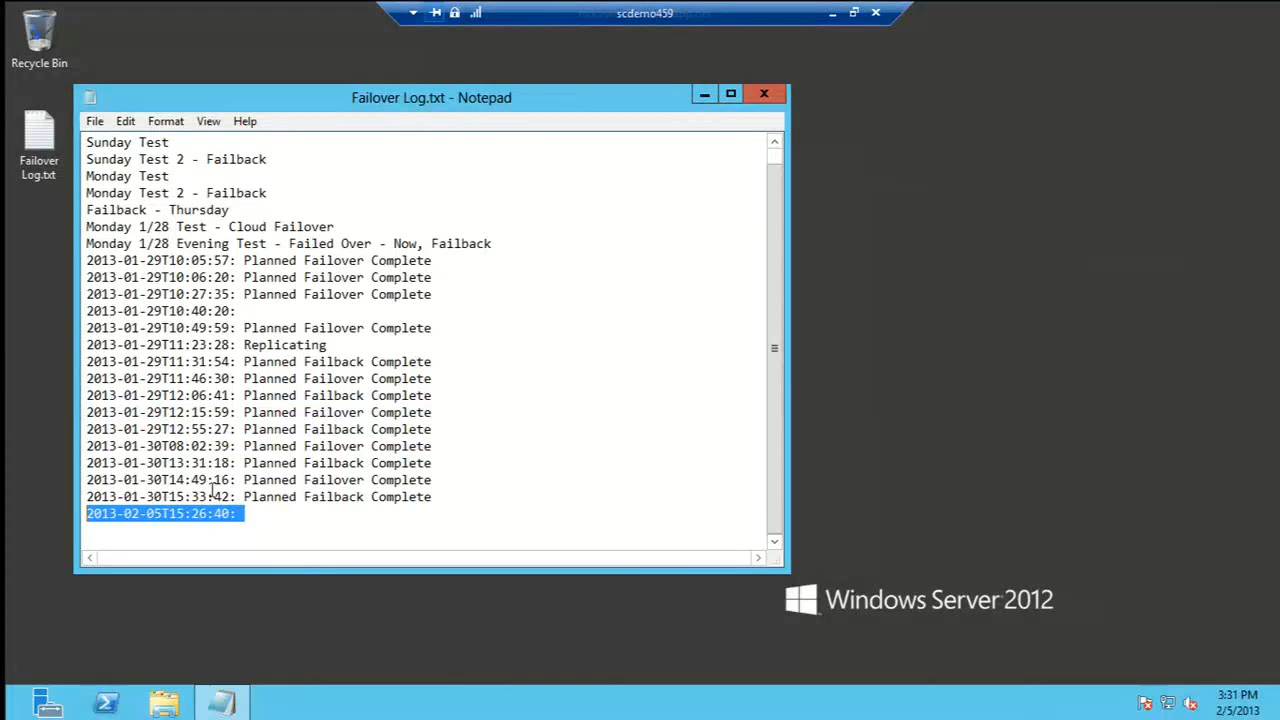 scdemo459
Recycle Bin
Failover
Log.txt
Failover Log.txt - Notepad
File Edit Format View Help
Sunday Test
Sunday Test 2 - Failback
Monday Test
Monday Test 2 - Failback
Failback - Thursday
Monday 1/28 Test - Cloud Failover
Monday 1/28 Evening Test - Failed Over - Now, Failback
2013-01-29T10:05:57: Planned Failover Complete
2013-01-29T10:06:20: Planned Failover Complete
2013-01-29T10:27:35: Planned Failover Complete
2013-01-29T10:40:20:
2013-01-29T10:49:59: Planned Failover Complete
2013-01-29T11:23:28: Replicating
2013-01-29T11:31:54: Planned Failback Complete
2013-01-29T11:46:30: Planned Failover Complete
2013-01-29T12:06:41: Planned Failback Complete
2013-01-29T12:15:59: Planned Failover Complete
2013-01-29T12:55:27: Planned Failover Complete
2013-01-30T08:02:39: Planned Failover Complete
2013-01-30T13:31:18: Planned Failback Complete
2013-01-30T14:49:16: Planned Failover Complete
2013-01-30T15:33:42: Planned Failback Complete
2013-02-05T15:26:40:
Windows Server 2012
3:31 PM
2/5/2013